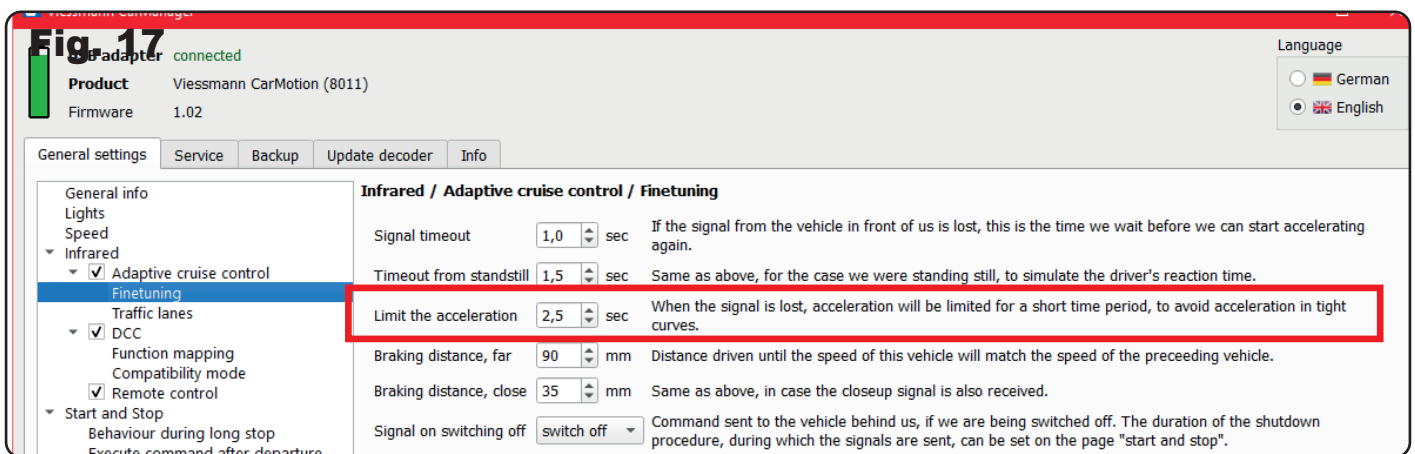 Viessmann CarManager
Fig. 17
adapter connected
Product Viessmann CarMotion (8011)
Firmware 1.02
Language
German
English
General settings Service Backup Update decoder Info
General info
Lights
Speed
Infrared
Adaptive cruise control
Finetuning
Traffic lanes
DCC
Function mapping
Compatibility mode
Remote control
Start and Stop
Behaviour during long stop
Execute command after departure
Infrared / Adaptive cruise control / Finetuning
Signal timeout 1,0 sec If the signal from the vehicle in front of us is lost, this is the time we wait before we can start accelerating
again.
Timeout from standstill 1,5 sec Same as above, for the case we were standing still, to simulate the driver's reaction time.
Limit the acceleration 2,5 sec When the signal is lost, acceleration will be limited for a short time period, to avoid acceleration in tight
curves.
Braking distance, far 90 mm Distance driven until the speed of this vehicle will match the speed of the preceeding vehicle.
Braking distance, close 35 mm Same as above, in case the closeup signal is also received.
Signal on switching off switch off Command sent to the vehicle behind us, if we are being switched off. The duration of the shutdown
procedure, during which the signals are sent, can be set on the page "start and stop".